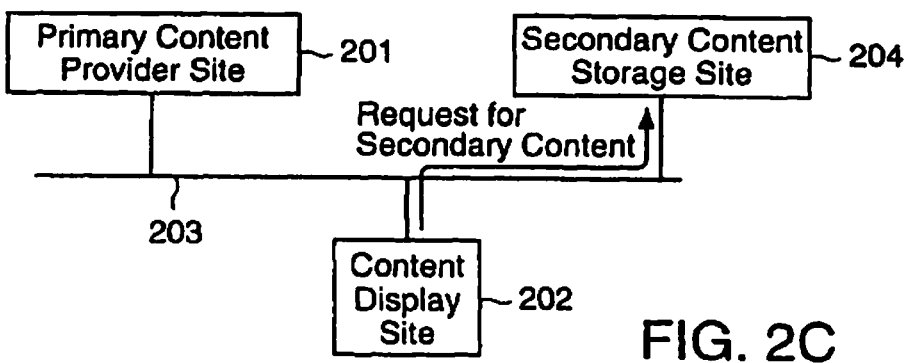 Primary Content
Provider Site
201
Secondary Content
Storage Site
204
Request for
Secondary Content
203
Content
Display
Site
202
FIG. 2C